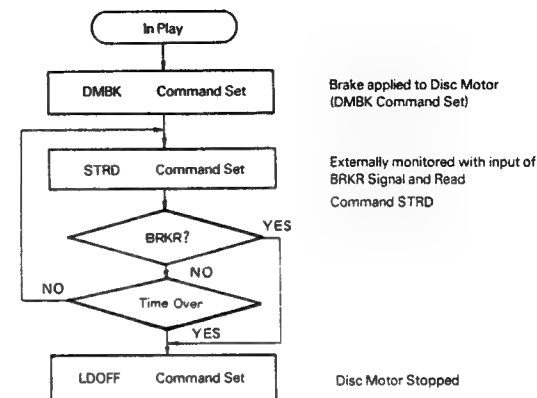 In Play
DMBK Command Set
Brake applied to Disc Motor
(DMBK Command Set)
STRD Command Set
Externally monitored with input of
BRKR Signal and Read
Command STRD
BRKR?
YES
NO
NO
Time Over
YES
LDOFF Command Set
Disc Motor Stopped